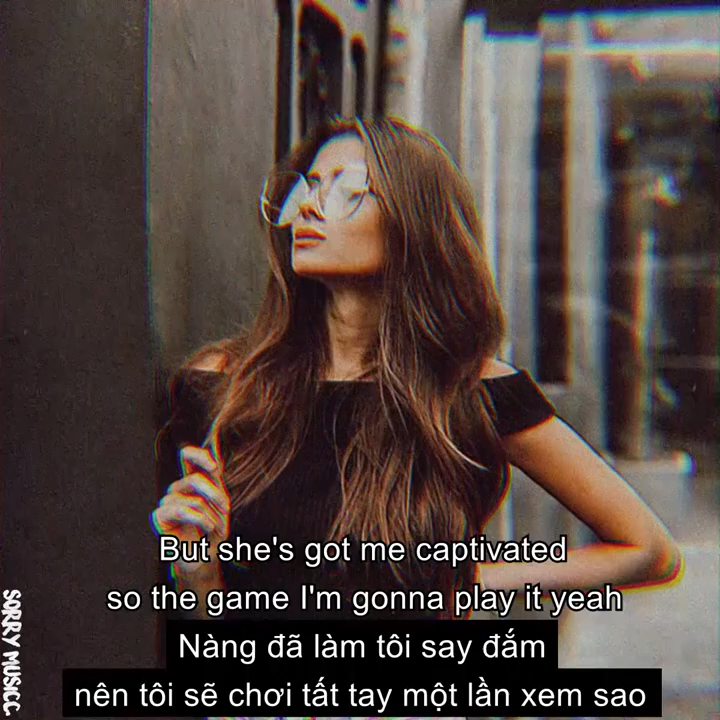 But she's got me captivated
so the game I'm gonna play it yeah
Nàng đã làm tôi say đắm
nên tôi sẽ chơi tất tay một lần xem sao
SORRY MUSICC